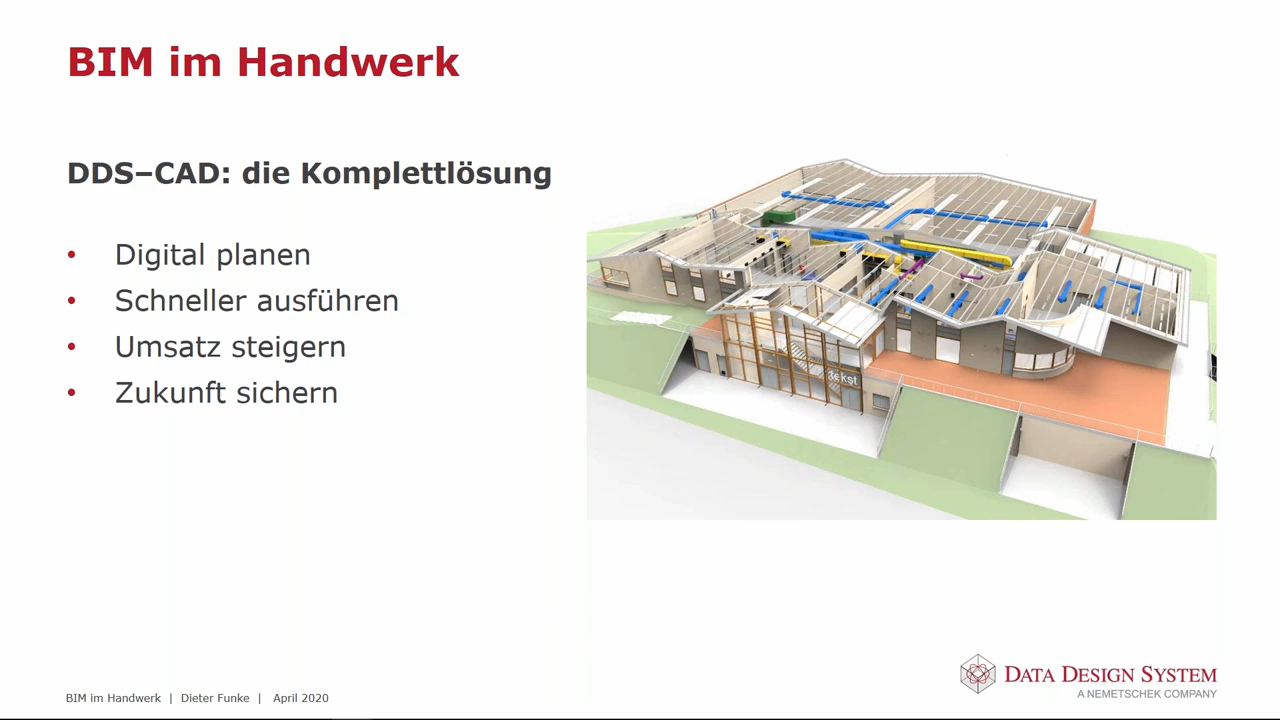 BIM im Handwerk
DDS–CAD: die Komplettlösung
• Digital planen
• Schneller ausführen
• Umsatz steigern
• Zukunft sichern
tekst
DATA DESIGN SYSTEM
A NEMETSCHEK COMPANY
BIM im Handwerk | Dieter Funke | April 2020